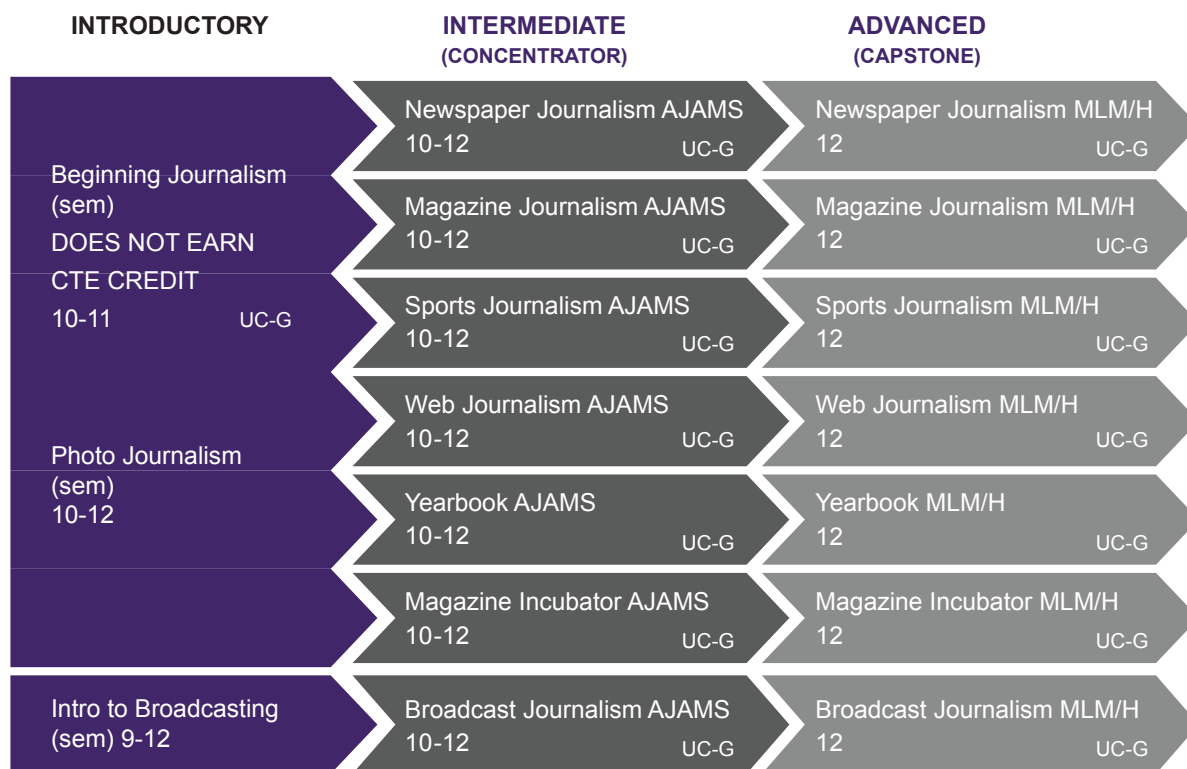 INTRODUCTORY
INTERMEDIATE
(CONCENTRATOR)
ADVANCED
(CAPSTONE)
Beginning Journalism
(sem)
DOES NOT EARN
CTE CREDIT
10-11 UC-G
Photo Journalism
(sem)
10-12
Newspaper Journalism AJAMS
10-12 UC-G
Newspaper Journalism MLM/H
12 UC-G
Magazine Journalism AJAMS
10-12 UC-G
Magazine Journalism MLM/H
12 UC-G
Sports Journalism AJAMS
10-12 UC-G
Sports Journalism MLM/H
12 UC-G
Web Journalism AJAMS
10-12 UC-G
Web Journalism MLM/H
12 UC-G
Yearbook AJAMS
10-12 UC-G
Yearbook MLM/H
12 UC-G
Magazine Incubator AJAMS
10-12 UC-G
Magazine Incubator MLM/H
12 UC-G
Intro to Broadcasting
(sem) 9-12
Broadcast Journalism AJAMS
10-12 UC-G
Broadcast Journalism MLM/H
12 UC-G